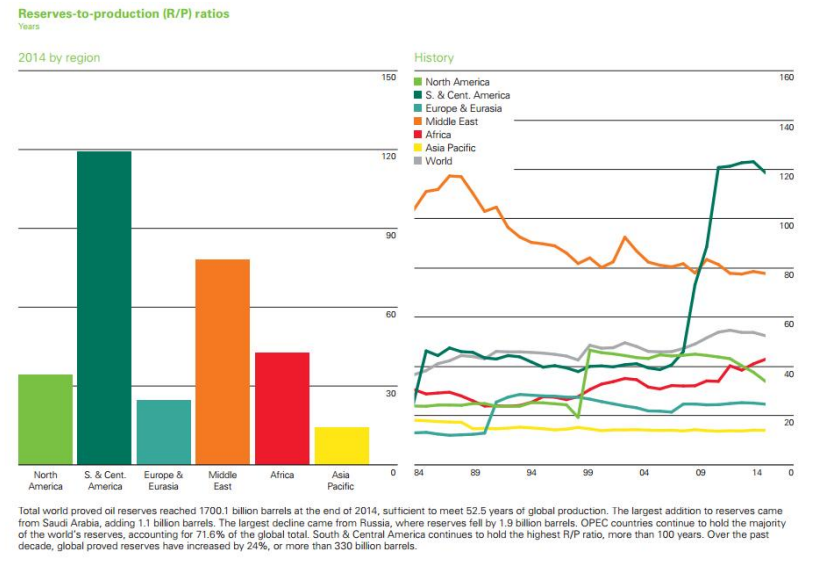 Reserves-to-production (R/P) ratios
Years
2014 by region
150
120
90
60
30
0
North America
S. & Cent. America
Europe & Eurasia
Middle East
Africa
Asia Pacific
History
North America
S. & Cent. America
Europe & Eurasia
Middle East
Africa
Asia Pacific
World
160
140
120
100
80
60
40
20
0
84 89 94 99 04 09 14
Total world proved oil reserves reached 1700.1 billion barrels at the end of 2014, sufficient to meet 52.5 years of global production. The largest addition to reserves came
from Saudi Arabia, adding 1.1 billion barrels. The largest decline came from Russia, where reserves fell by 1.9 billion barrels. OPEC countries continue to hold the majority
of the world's reserves, accounting for 71.6% of the global total. South & Central America continues to hold the highest R/P ratio, more than 100 years. Over the past
decade, global proved reserves have increased by 24%, or more than 330 billion barrels.